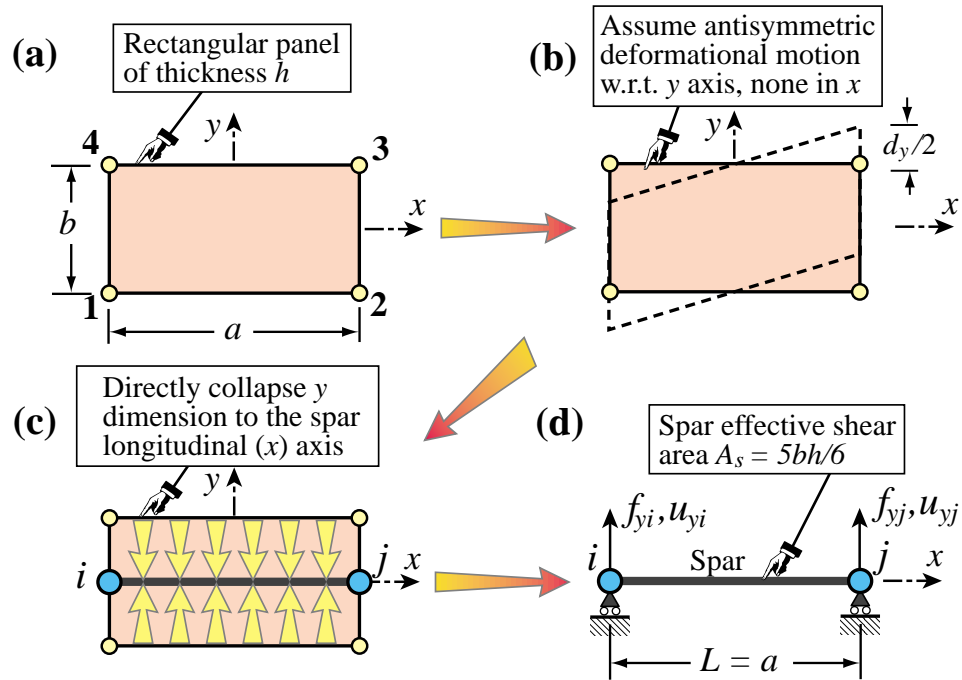 (a)
Rectangular panel
of thickness h
y
4
3
b
x
1
2
a
(b)
Assume antisymmetric
deformational motion
w.r.t. y axis, none in x
y
d_y/2
x
(c)
Directly collapse y
dimension to the spar
longitudinal (x) axis
y
i
j
x
(d)
Spar effective shear
area A_s = 5bh/6
f_yi, u_yi
f_yj, u_yj
i
Spar
j
x
L = a